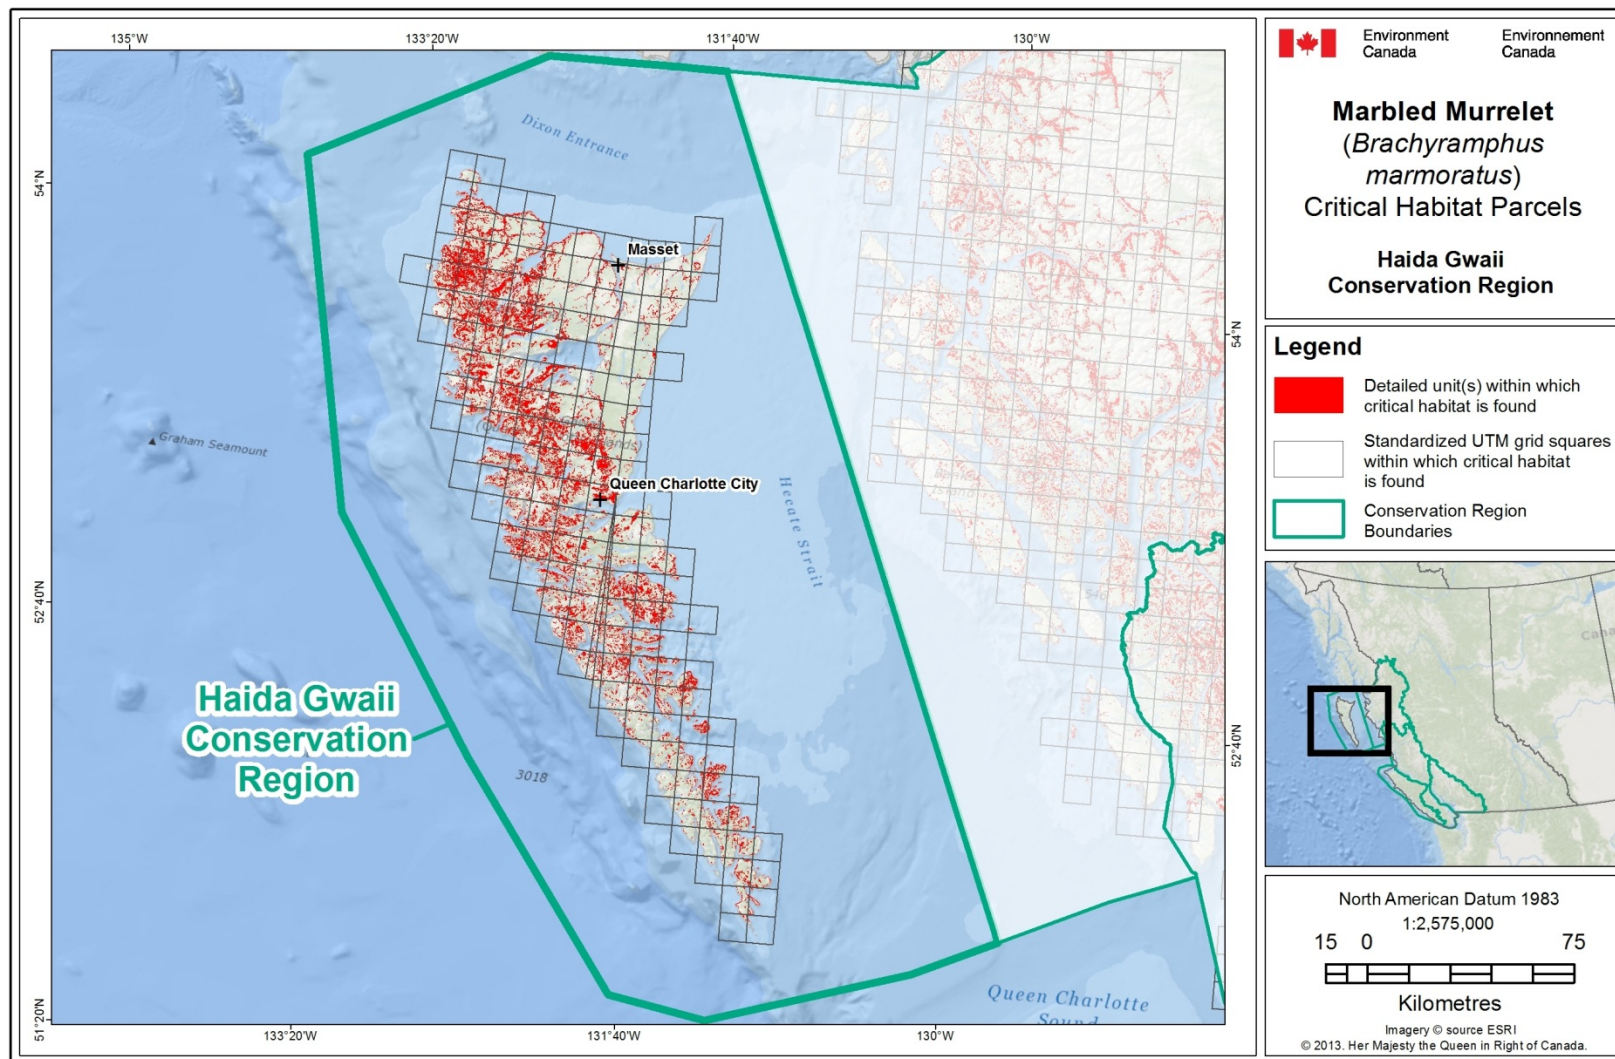 135°W
133°20'W
131°40'W
130°W
54°N
52°40'N
51°20'N
54°N
52°40'N
133°20'W
131°40'W
130°W
Dixon Entrance
Masset
Graham Seamount
Queen Charlotte City
Hecate Strait
Haida Gwaii
Conservation
Region
3018
Queen Charlotte
Sound
Environment
Canada
Environnement
Canada
Marbled Murrelet
(Brachyramphus
marmoratus)
Critical Habitat Parcels
Haida Gwaii
Conservation Region
Legend
Detailed unit(s) within which
critical habitat is found
Standardized UTM grid squares
within which critical habitat
is found
Conservation Region
Boundaries
North American Datum 1983
1:2,575,000
15 0 75
Kilometres
Imagery © source ESRI
© 2013. Her Majesty the Queen in Right of Canada.